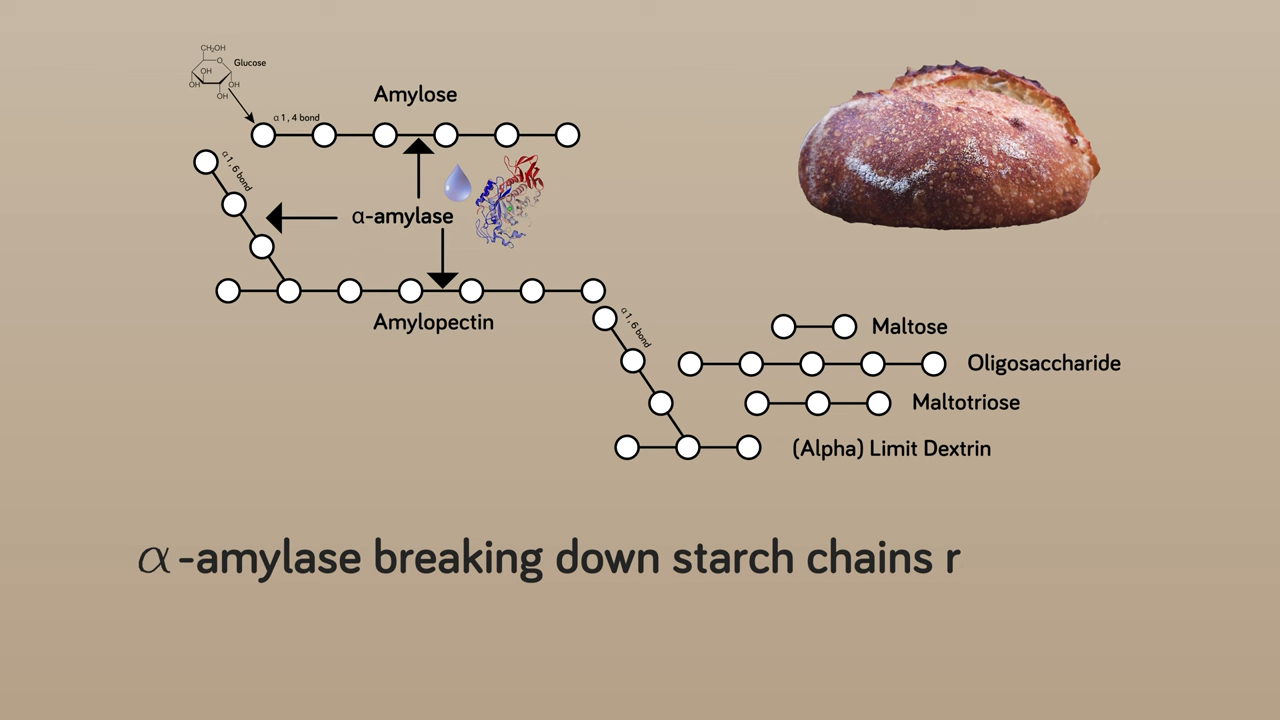 CH₂OH
O
OH
OH
OH
OH
Glucose
Amylose
α 1, 4 bond
α 1, 6 bond
α-amylase
Amylopectin
α 1, 6 bond
Maltose
Oligosaccharide
Maltotriose
(Alpha) Limit Dextrin
α-amylase breaking down starch chains r